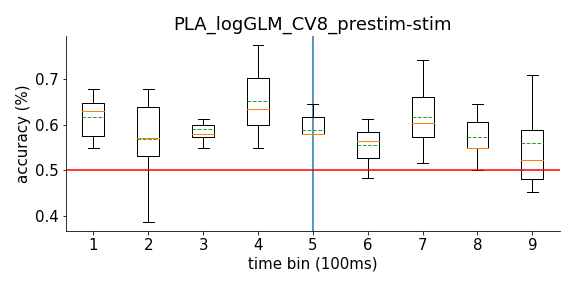 PLA_logGLM_CV8_prestim-stim
accuracy (%)
0.7
0.6
0.5
0.4
1 2 3 4 5 6 7 8 9
time bin (100ms)